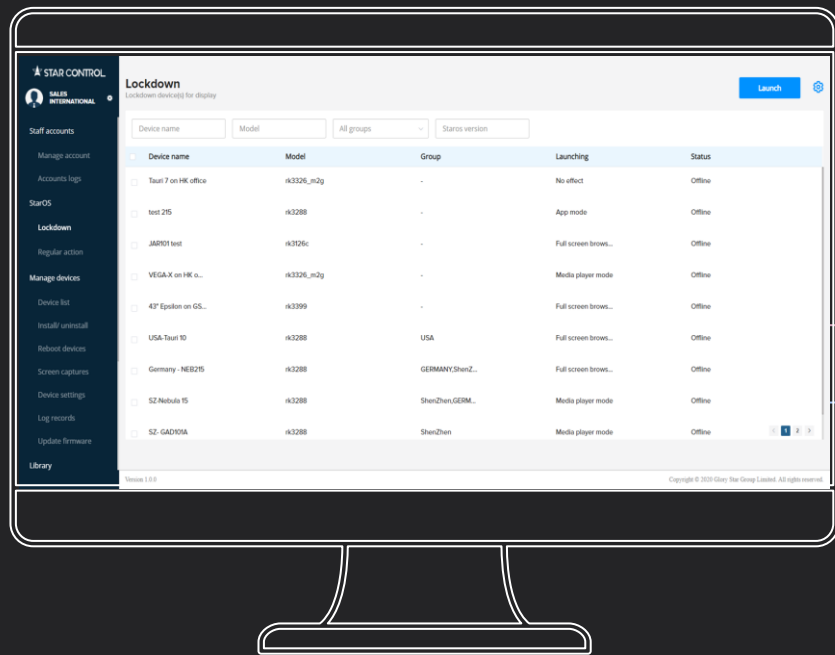 STAR CONTROL
SALES INTERNATIONAL
Staff accounts
Manage account
Accounts logs
StarOS
Lockdown
Regular action
Manage devices
Device list
Install/ uninstall
Reboot devices
Screen captures
Device settings
Log records
Update firmware
Library
Lockdown
Lockdown device(s) for display
Launch
Device name Model All groups Staros version
Device name Model Group Launching Status
Tauri 7 on HK office rk3326_m2g - No effect Offline
test 215 rk3288 - App mode Offline
JAR101 test rk3126c - Full screen brows... Offline
VEGA-X on HK o... rk3326_m2g - Media player mode Offline
43" Epsilon on GS... rk3399 - Full screen brows... Offline
USA-Tauri 10 rk3288 USA Full screen brows... Offline
Germany - NEB215 rk3288 GERMANY,ShenZ... Full screen brows... Offline
SZ-Nebula 15 rk3288 ShenZhen,GERM... Media player mode Offline
SZ- GAD101A rk3288 ShenZhen Media player mode Offline
< 1 2 >
Version 1.0.0
Copyright © 2020 Glory Star Group Limited. All rights reserved.